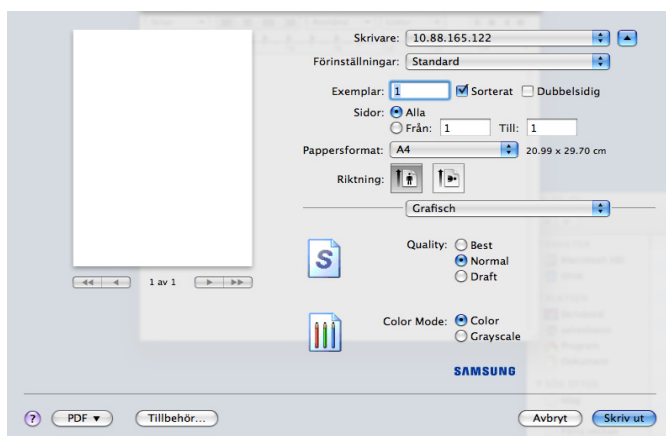 Skrivare: 10.88.165.122
Förinställningar: Standard
Exemplar: 1 Sorterat Dubbelsidig
Sidor: Alla
Från: 1 Till: 1
Pappersformat: A4 20.99 x 29.70 cm
Riktning:
Grafisch
Quality: Best
Normal
Draft
1 av 1
Color Mode: Color
Grayscale
SAMSUNG
? PDF Tillbehör... Avbryt Skriv ut